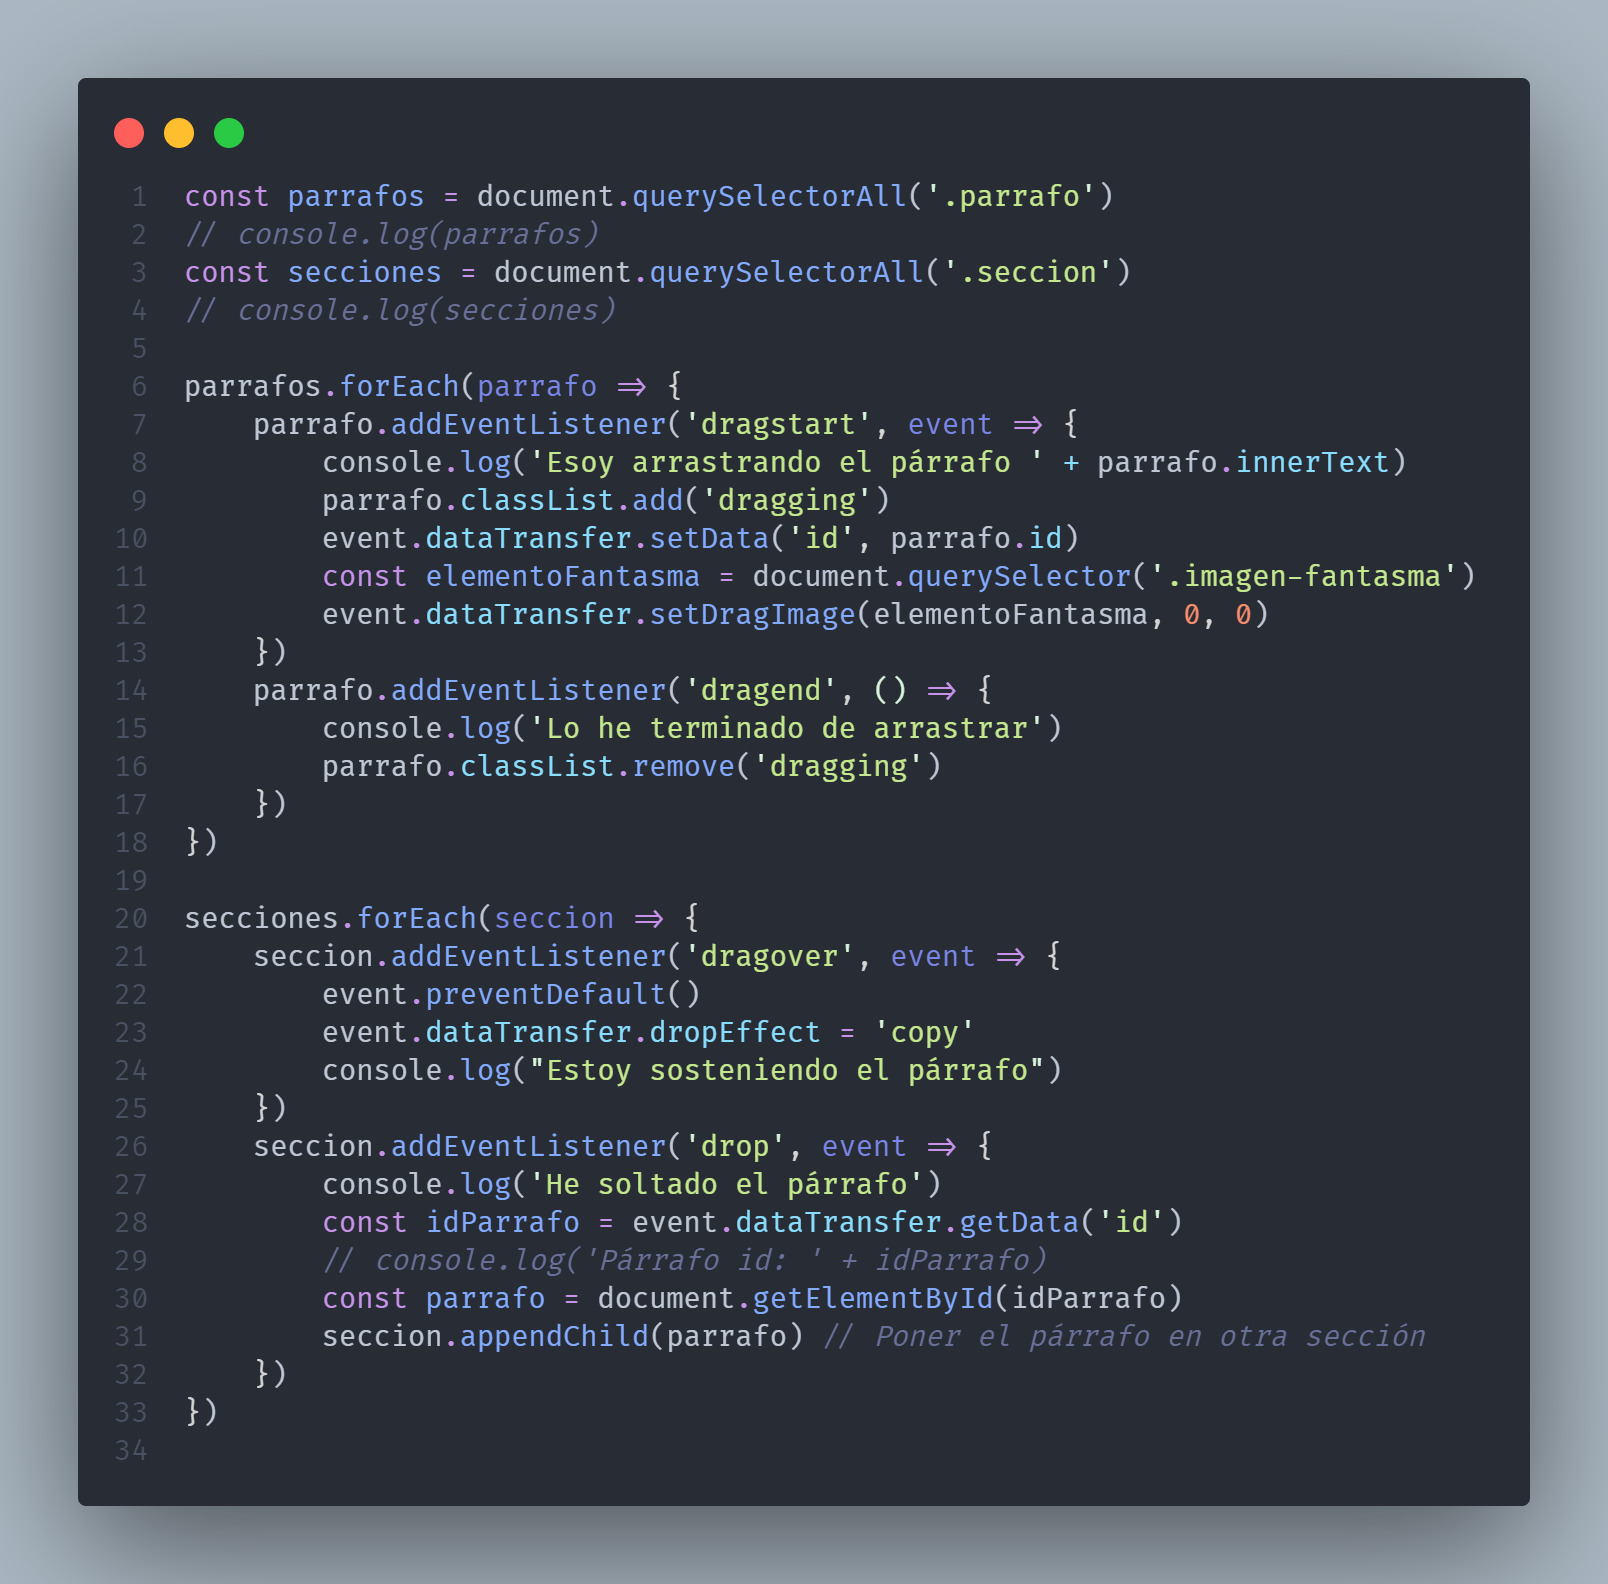 1 const parrafos = document.querySelectorAll('.parrafo')
2 // console.log(parrafos)
3 const secciones = document.querySelectorAll('.seccion')
4 // console.log(secciones)
5
6 parrafos.forEach(parrafo => {
7     parrafo.addEventListener('dragstart', event => {
8         console.log('Esoy arrastrando el párrafo ' + parrafo.innerText)
9         parrafo.classList.add('dragging')
10         event.dataTransfer.setData('id', parrafo.id)
11         const elementoFantasma = document.querySelector('.imagen-fantasma')
12         event.dataTransfer.setDragImage(elementoFantasma, 0, 0)
13     })
14     parrafo.addEventListener('dragend', () => {
15         console.log('Lo he terminado de arrastrar')
16         parrafo.classList.remove('dragging')
17     })
18 })
19
20 secciones.forEach(seccion => {
21     seccion.addEventListener('dragover', event => {
22         event.preventDefault()
23         event.dataTransfer.dropEffect = 'copy'
24         console.log("Estoy sosteniendo el párrafo")
25     })
26     seccion.addEventListener('drop', event => {
27         console.log('He soltado el párrafo')
28         const idParrafo = event.dataTransfer.getData('id')
29         // console.log('Párrafo id: ' + idParrafo)
30         const parrafo = document.getElementById(idParrafo)
31         seccion.appendChild(parrafo) // Poner el párrafo en otra sección
32     })
33 })
34